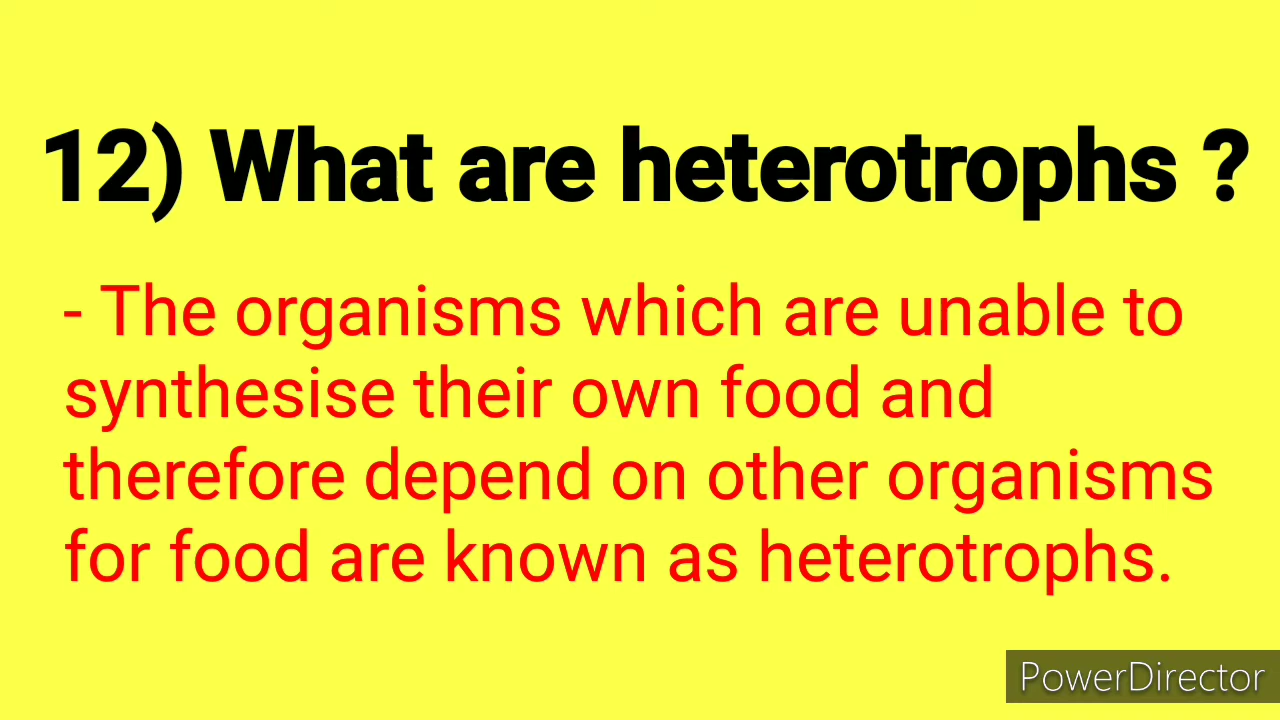 12) What are heterotrophs ?
- The organisms which are unable to
synthesise their own food and
therefore depend on other organisms
for food are known as heterotrophs.
PowerDirector